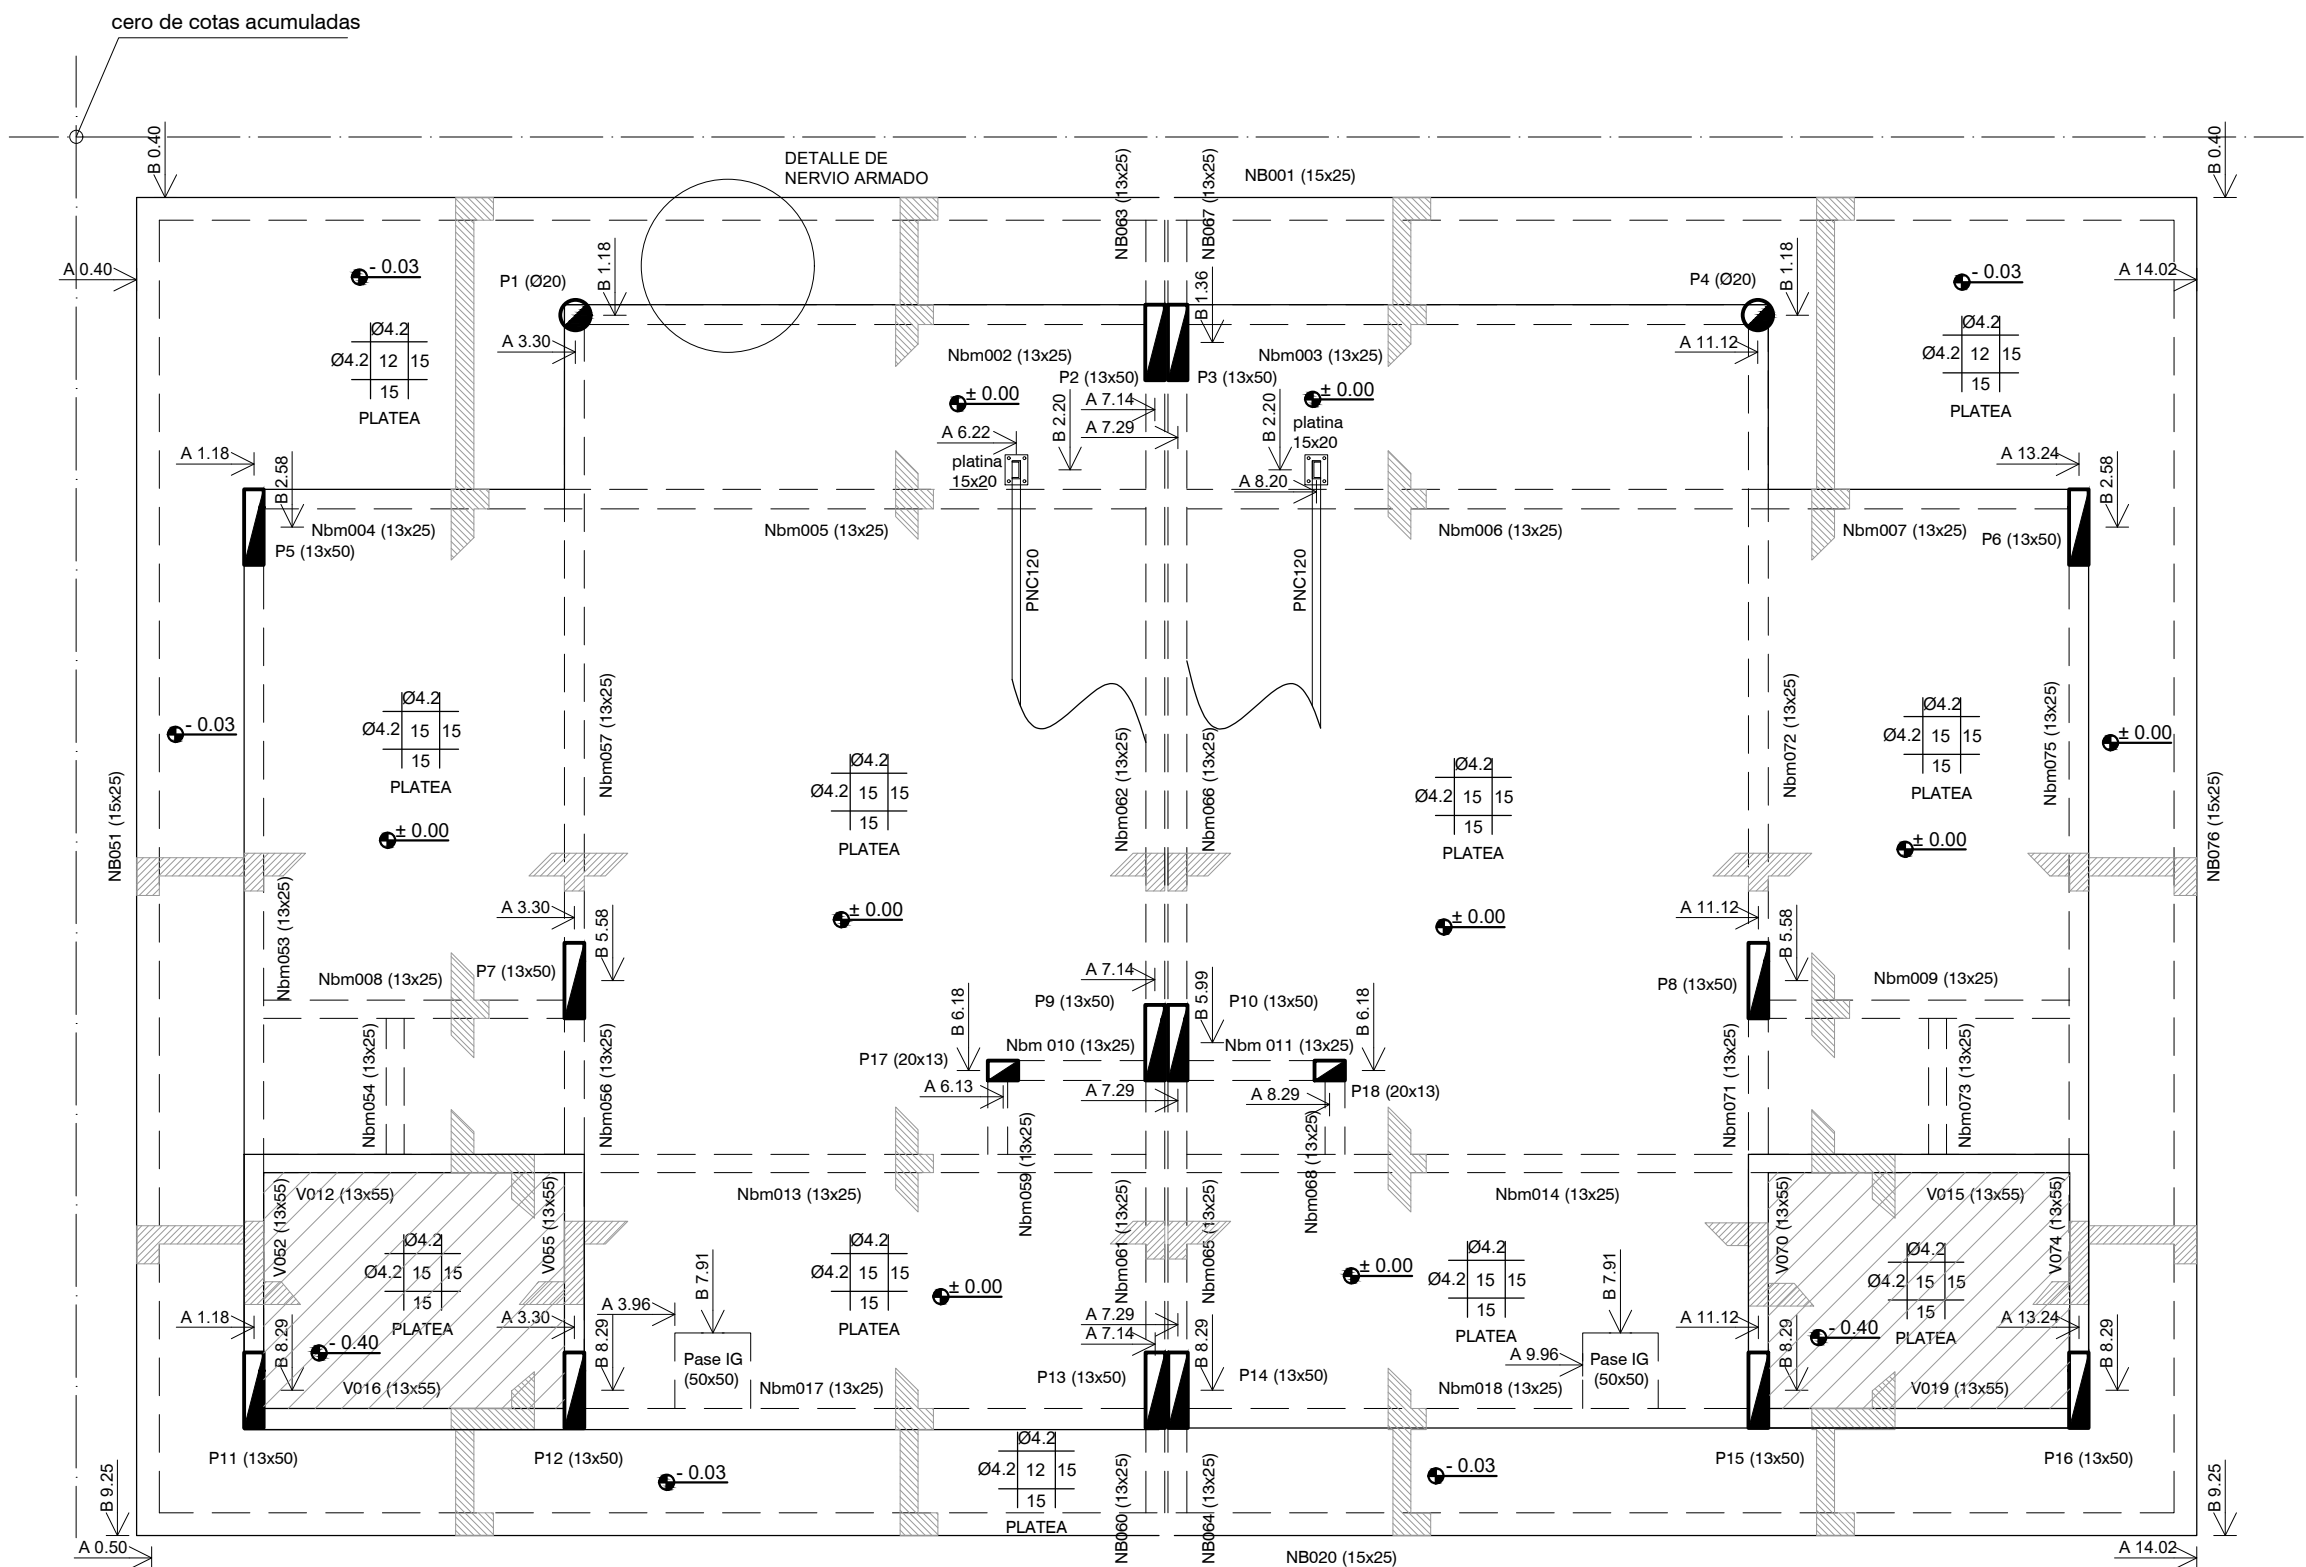 cero de cotas acumuladas
B 0.40
DETALLE DE
NERVIO ARMADO
NB063 (13x25)
NB067 (13x25)
NB001 (15x25)
B 0.40
A 0.40
- 0.03
P1 (Ø20)
B 1.18
B 1.36
P4 (Ø20)
B 1.18
- 0.03
A 14.02
Ø4.2
Ø4.2 12 15
15
PLATEA
A 3.30
Nbm002 (13x25)
Nbm003 (13x25)
A 11.12
Ø4.2
Ø4.2 12 15
15
PLATEA
P2 (13x50)
P3 (13x50)
± 0.00
A 7.14
± 0.00
B 2.20
A 7.29
B 2.20
platina
15x20
A 6.22
platina
15x20
A 8.20
A 1.18
B 2.58
A 13.24
B 2.58
Nbm004 (13x25)
P5 (13x50)
Nbm005 (13x25)
Nbm006 (13x25)
Nbm007 (13x25)
P6 (13x50)
PNC120
PNC120
- 0.03
Ø4.2
Ø4.2 15 15
15
PLATEA
Nbm057 (13x25)
Ø4.2
Ø4.2 15 15
15
PLATEA
Nbm062 (13x25)
Nbm066 (13x25)
Ø4.2
Ø4.2 15 15
15
PLATEA
Nbm072 (13x25)
Ø4.2
Ø4.2 15 15
15
PLATEA
Nbm075 (13x25)
± 0.00
NB051 (15x25)
± 0.00
± 0.00
± 0.00
± 0.00
NB076 (15x25)
Nbm053 (13x25)
A 3.30
B 5.58
A 11.12
B 5.58
Nbm008 (13x25)
P7 (13x50)
A 7.14
P8 (13x50)
Nbm009 (13x25)
P9 (13x50)
B 5.99
P10 (13x50)
B 6.18
B 6.18
Nbm054 (13x25)
Nbm056 (13x25)
P17 (20x13)
Nbm 010 (13x25)
Nbm 011 (13x25)
A 6.13
A 7.29
A 8.29
P18 (20x13)
Nbm071 (13x25)
Nbm073 (13x25)
Nbm059 (13x25)
Nbm068 (13x25)
V012 (13x55)
Nbm013 (13x25)
Nbm014 (13x25)
V015 (13x55)
V052 (13x55)
V055 (13x55)
Nbm061 (13x25)
Nbm065 (13x25)
V070 (13x55)
V074 (13x55)
Ø4.2
Ø4.2 15 15
15
PLATEA
Ø4.2
Ø4.2 15 15
15
PLATEA
Ø4.2
Ø4.2 15 15
15
PLATEA
Ø4.2
Ø4.2 15 15
15
PLATEA
B 7.91
± 0.00
± 0.00
B 7.91
A 1.18
B 8.29
- 0.40
A 3.30
B 8.29
A 3.96
A 7.29
A 7.14
B 8.29
A 9.96
A 11.12
B 8.29
- 0.40
A 13.24
B 8.29
Pase IG
(50x50)
Pase IG
(50x50)
V016 (13x55)
Nbm017 (13x25)
P13 (13x50)
P14 (13x50)
Nbm018 (13x25)
V019 (13x55)
P11 (13x50)
P12 (13x50)
P15 (13x50)
P16 (13x50)
- 0.03
Ø4.2
Ø4.2 12 15
15
PLATEA
- 0.03
B 9.25
NB060 (13x25)
NB064 (13x25)
B 9.25
A 0.50
NB020 (15x25)
A 14.02